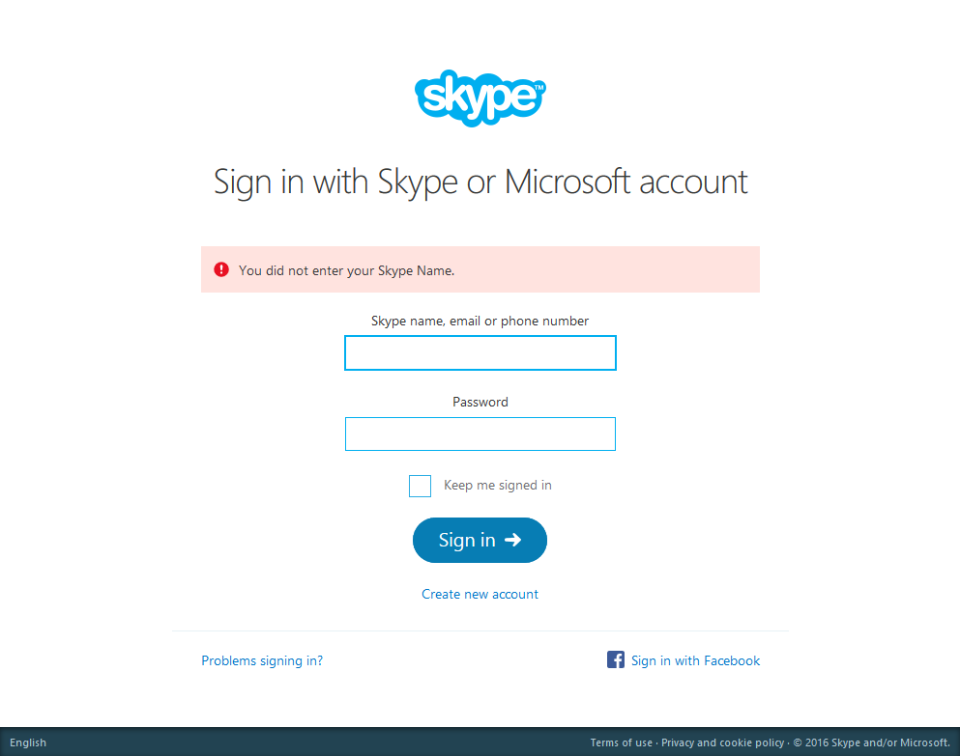 skype™
Sign in with Skype or Microsoft account
You did not enter your Skype Name.
Skype name, email or phone number
Password
Keep me signed in
Sign in
Create new account
Problems signing in?
Sign in with Facebook
English
Terms of use · Privacy and cookie policy · © 2016 Skype and/or Microsoft.